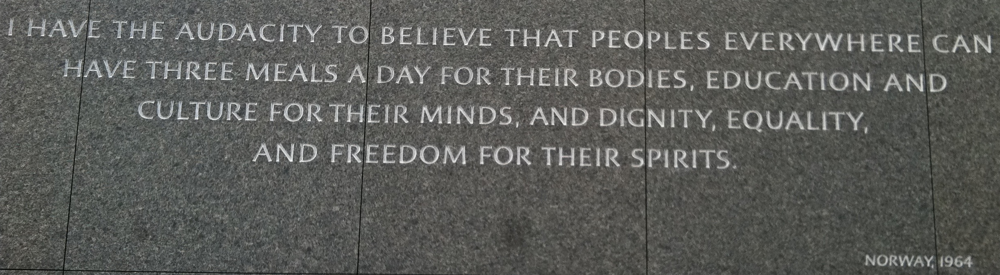 I HAVE THE AUDACITY TO BELIEVE THAT PEOPLES EVERYWHERE CAN
HAVE THREE MEALS A DAY FOR THEIR BODIES, EDUCATION AND
CULTURE FOR THEIR MINDS, AND DIGNITY, EQUALITY,
AND FREEDOM FOR THEIR SPIRITS.
NORWAY, 1964